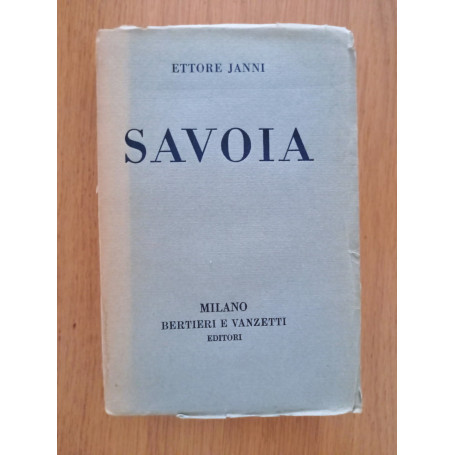 ETTORE JANNI
SAVOIA
MILANO
BERTIERI E VANZETTI
EDITORI